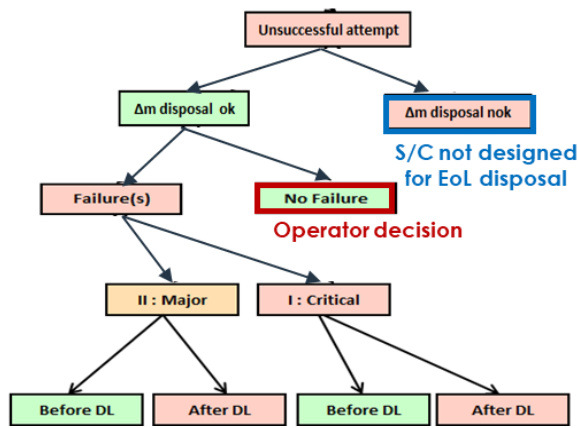 Unsuccessful attempt
Δm disposal ok
Δm disposal nok
S/C not designed
for EoL disposal
Failure(s)
No Failure
Operator decision
II : Major
I : Critical
Before DL
After DL
Before DL
After DL